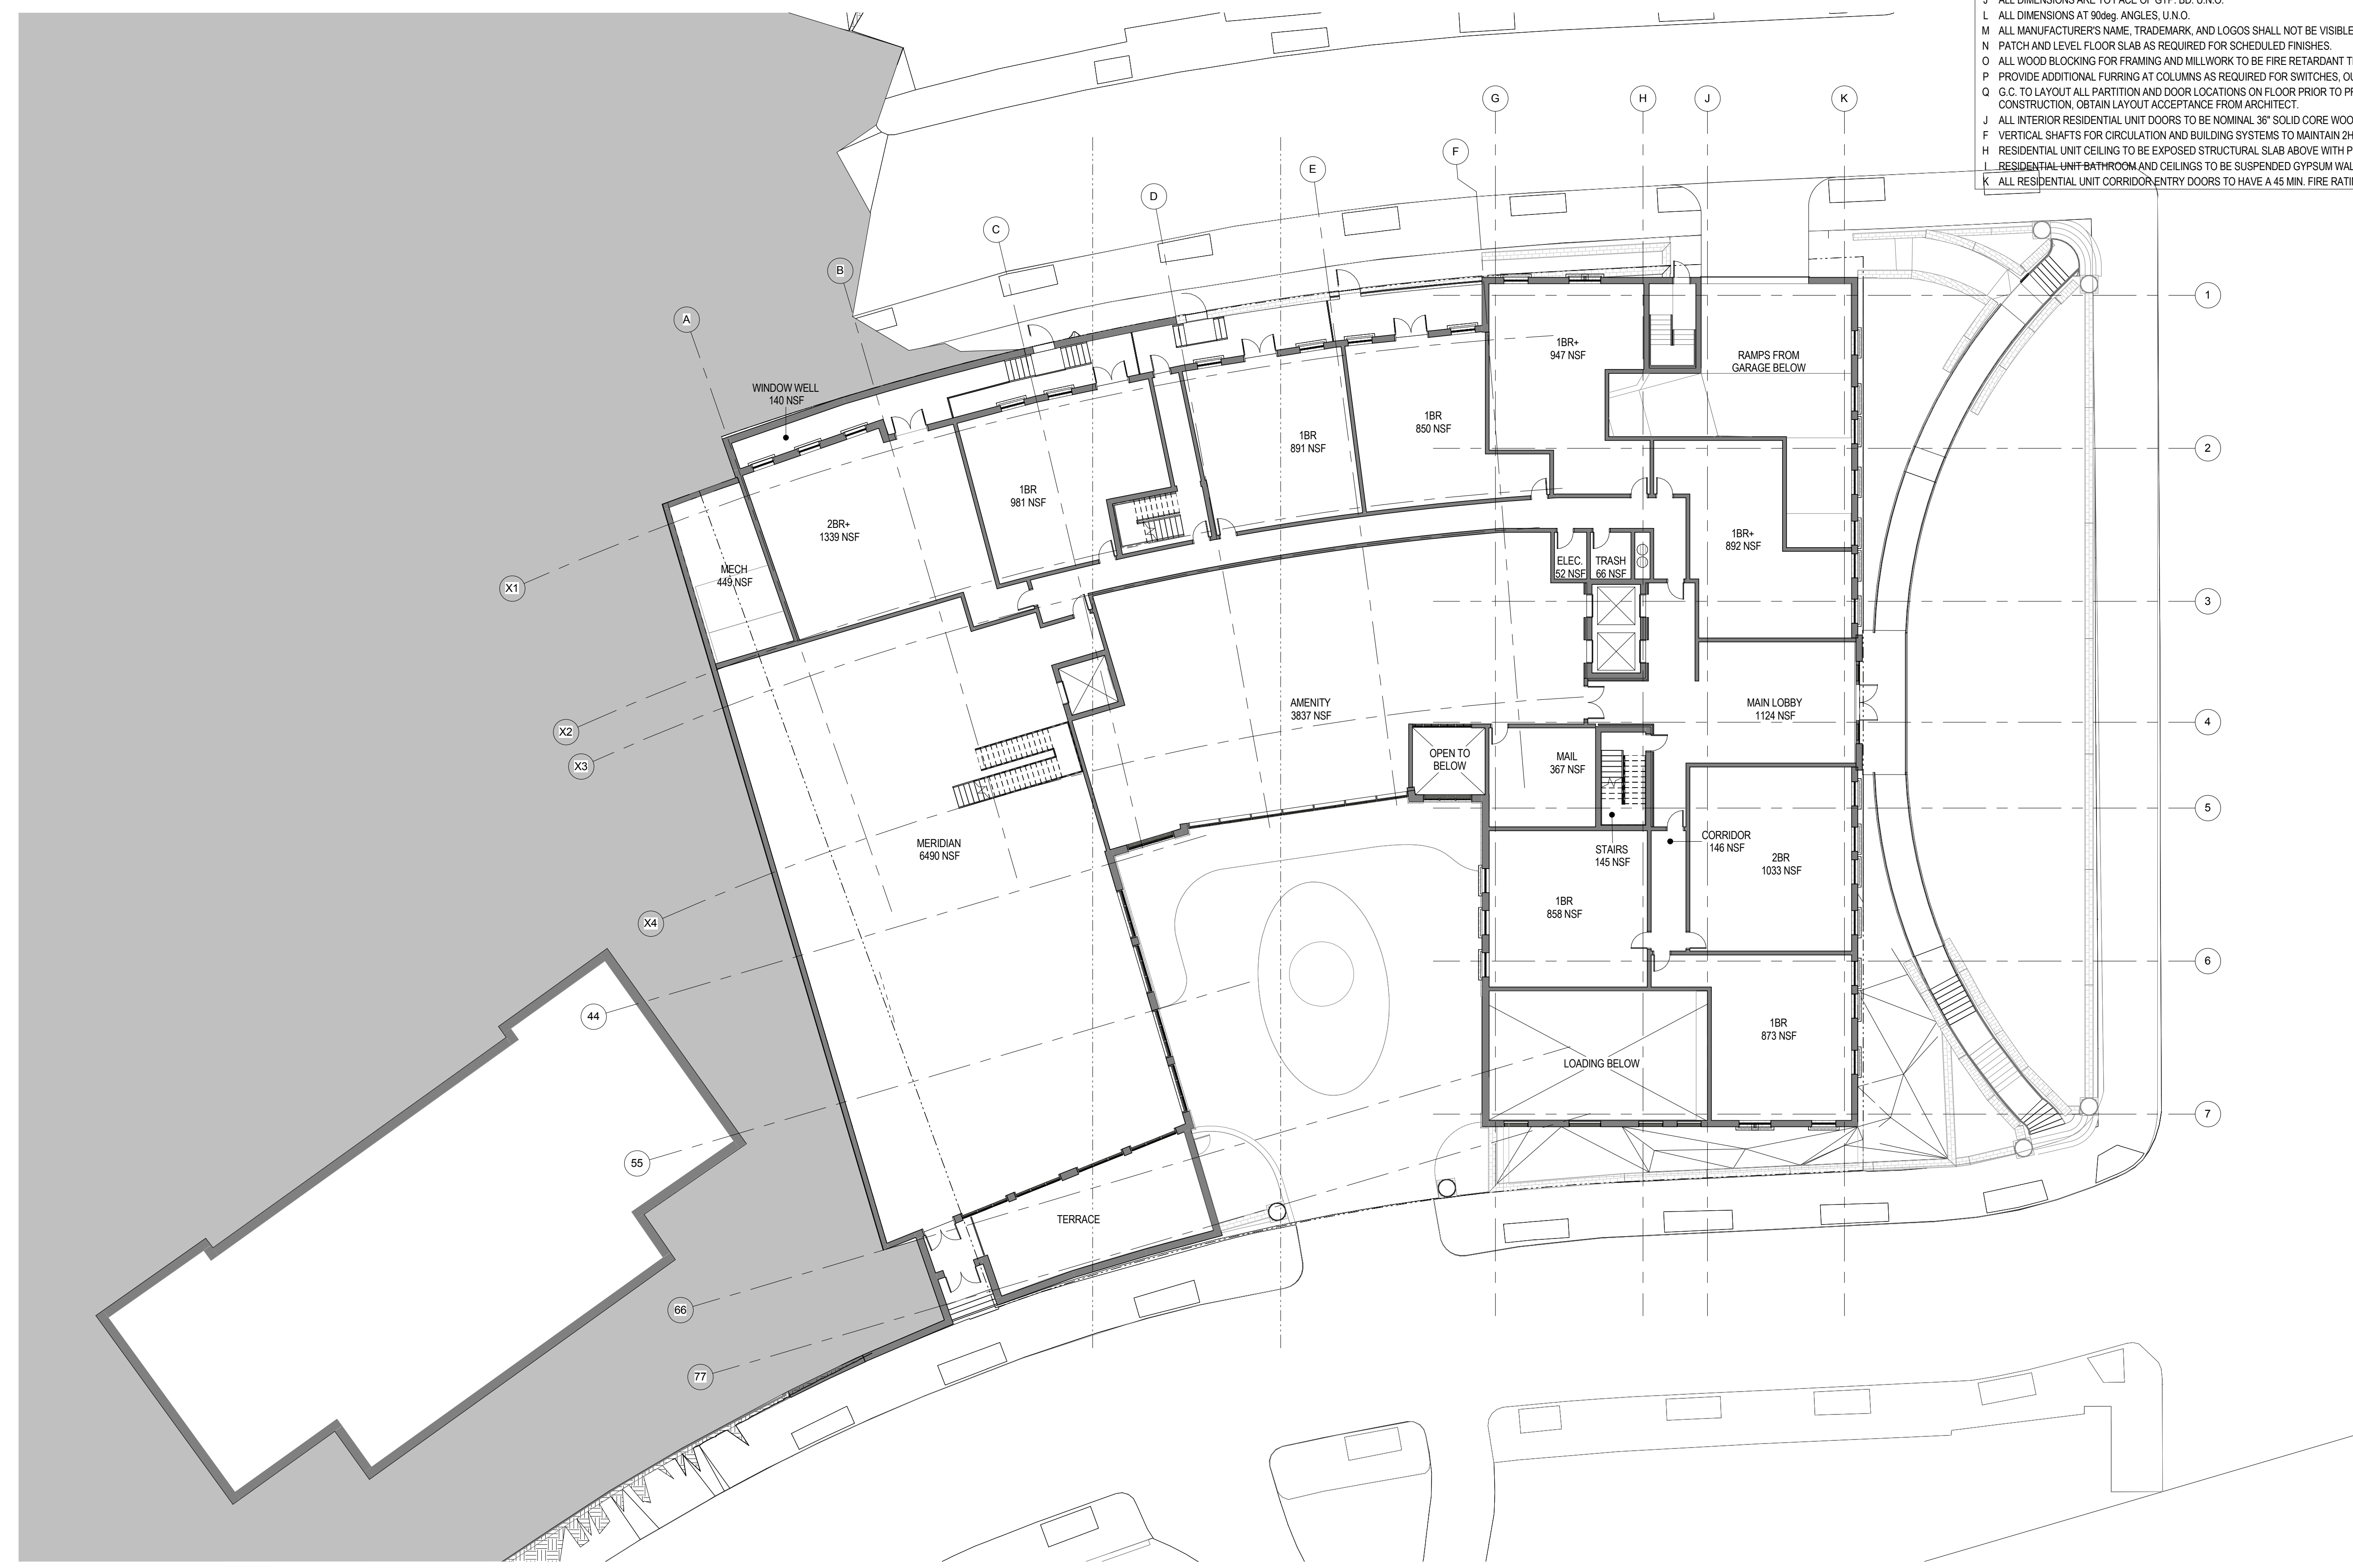 J ALL DIMENSIONS ARE TO FACE OF GYP. BD. U.N.O.
L ALL DIMENSIONS AT 90deg. ANGLES, U.N.O.
M ALL MANUFACTURER'S NAME, TRADEMARK, AND LOGOS SHALL NOT BE VISIBLE
N PATCH AND LEVEL FLOOR SLAB AS REQUIRED FOR SCHEDULED FINISHES.
O ALL WOOD BLOCKING FOR FRAMING AND MILLWORK TO BE FIRE RETARDANT
P PROVIDE ADDITIONAL FURRING AT COLUMNS AS REQUIRED FOR SWITCHES,
Q G.C. TO LAYOUT ALL PARTITION AND DOOR LOCATIONS ON FLOOR PRIOR TO
CONSTRUCTION, OBTAIN LAYOUT ACCEPTANCE FROM ARCHITECT.
J ALL INTERIOR RESIDENTIAL UNIT DOORS TO BE NOMINAL 36" SOLID CORE
F VERTICAL SHAFTS FOR CIRCULATION AND BUILDING SYSTEMS TO MAINTAIN
H RESIDENTIAL UNIT CEILING TO BE EXPOSED STRUCTURAL SLAB ABOVE WITH
I RESIDENTIAL UNIT BATHROOM AND CEILINGS TO BE SUSPENDED GYPSUM
K ALL RESIDENTIAL UNIT CORRIDOR ENTRY DOORS TO HAVE A 45 MIN. FIRE
G
H
J
K
F
E
D
C
B
A
1
2
3
4
5
6
7
X1
X2
X3
X4
44
55
66
77
WINDOW WELL
140 NSF
MECH
449 NSF
2BR+
1339 NSF
1BR
981 NSF
1BR
891 NSF
1BR
850 NSF
1BR+
947 NSF
RAMPS FROM
GARAGE BELOW
1BR+
892 NSF
ELEC.
52 NSF
TRASH
66 NSF
AMENITY
3837 NSF
MAIN LOBBY
1124 NSF
OPEN TO
BELOW
MAIL
367 NSF
MERIDIAN
6490 NSF
STAIRS
145 NSF
CORRIDOR
146 NSF
2BR
1033 NSF
1BR
858 NSF
1BR
873 NSF
LOADING BELOW
TERRACE